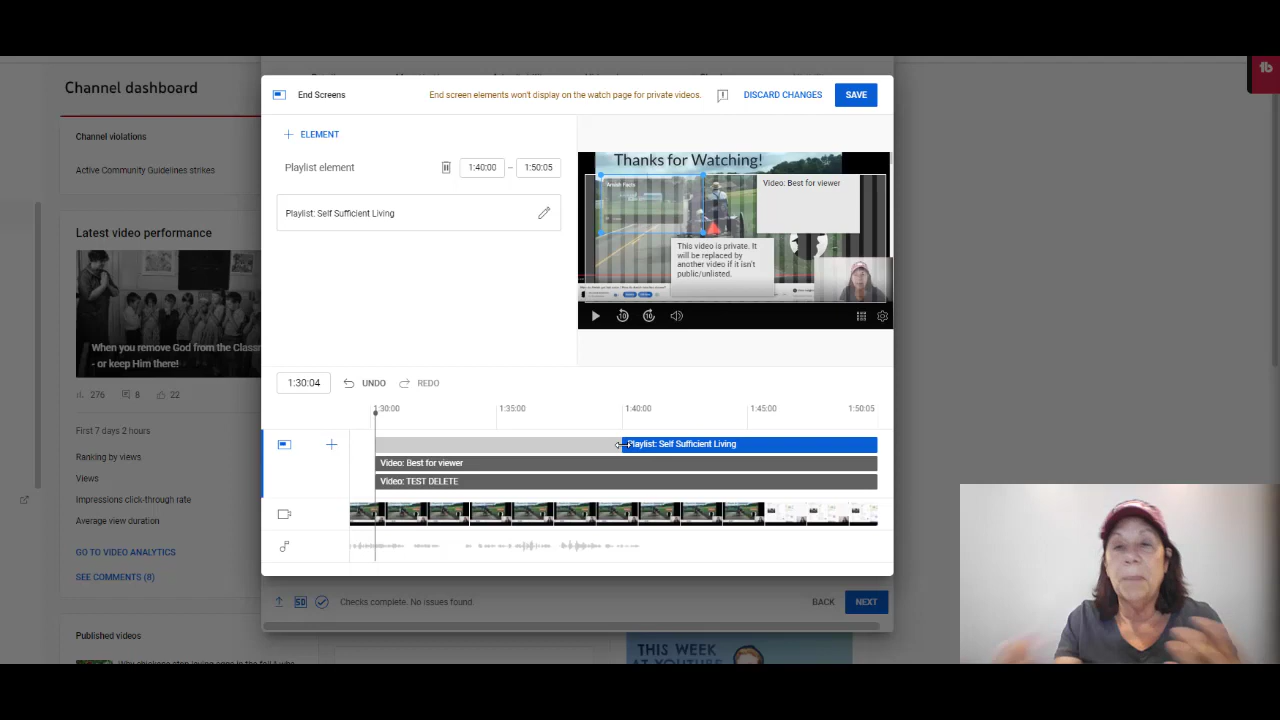 Channel dashboard
Channel violations
Active Community Guidelines strikes
Latest video performance
When you remove God from the Class
- or keep Him there!
276
8
22
First 7 days 2 hours
Ranking by views
Views
Impressions click-through rate
Average view duration
GO TO VIDEO ANALYTICS
SEE COMMENTS (8)
Published videos
End Screens
End screen elements won't display on the watch page for private videos.
DISCARD CHANGES
SAVE
ELEMENT
Playlist element
1:40:00 – 1:50:05
Playlist: Self Sufficient Living
Thanks for Watching!
Amish Facts
Video: Best for viewer
This video is private. It
will be replaced by
another video if it isn't
public/unlisted.
10
10
1:30:04
UNDO
REDO
1:30:00
1:35:00
1:40:00
1:45:00
1:50:05
Playlist: Self Sufficient Living
Video: Best for viewer
Video: TEST DELETE
SD
Checks complete. No issues found
BACK
NEXT
THIS WEEK
AT YOUTUBE
tb